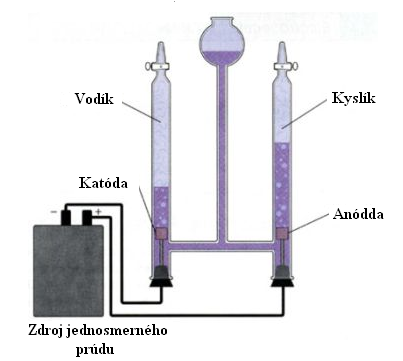 Vodík
Kyslík
Katóda
Anódda
− +
Zdroj jednosmerného
prúdu